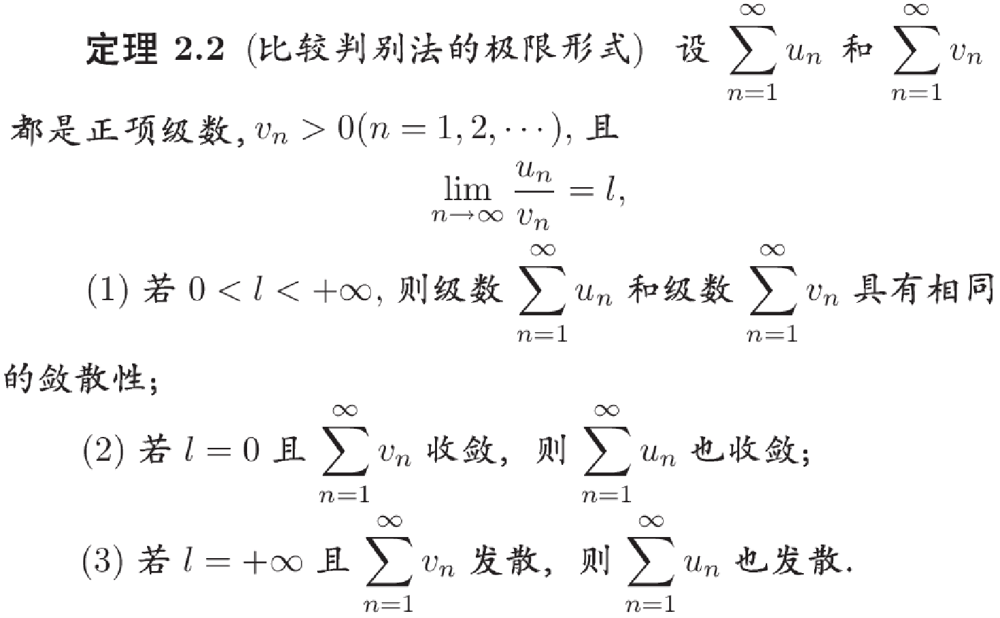 定理 2.2 (比较判别法的极限形式) 设 $\sum_{n=1}^{\infty} u_n$ 和 $\sum_{n=1}^{\infty} v_n$
都是正项级数, $v_n > 0(n = 1, 2, \cdots)$, 且
$\lim_{n \to \infty} \frac{u_n}{v_n} = l,$
(1) 若 $0 < l < +\infty$, 则级数 $\sum_{n=1}^{\infty} u_n$ 和级数 $\sum_{n=1}^{\infty} v_n$ 具有相同
的敛散性;
(2) 若 $l = 0$ 且 $\sum_{n=1}^{\infty} v_n$ 收敛, 则 $\sum_{n=1}^{\infty} u_n$ 也收敛;
(3) 若 $l = +\infty$ 且 $\sum_{n=1}^{\infty} v_n$ 发散, 则 $\sum_{n=1}^{\infty} u_n$ 也发散.